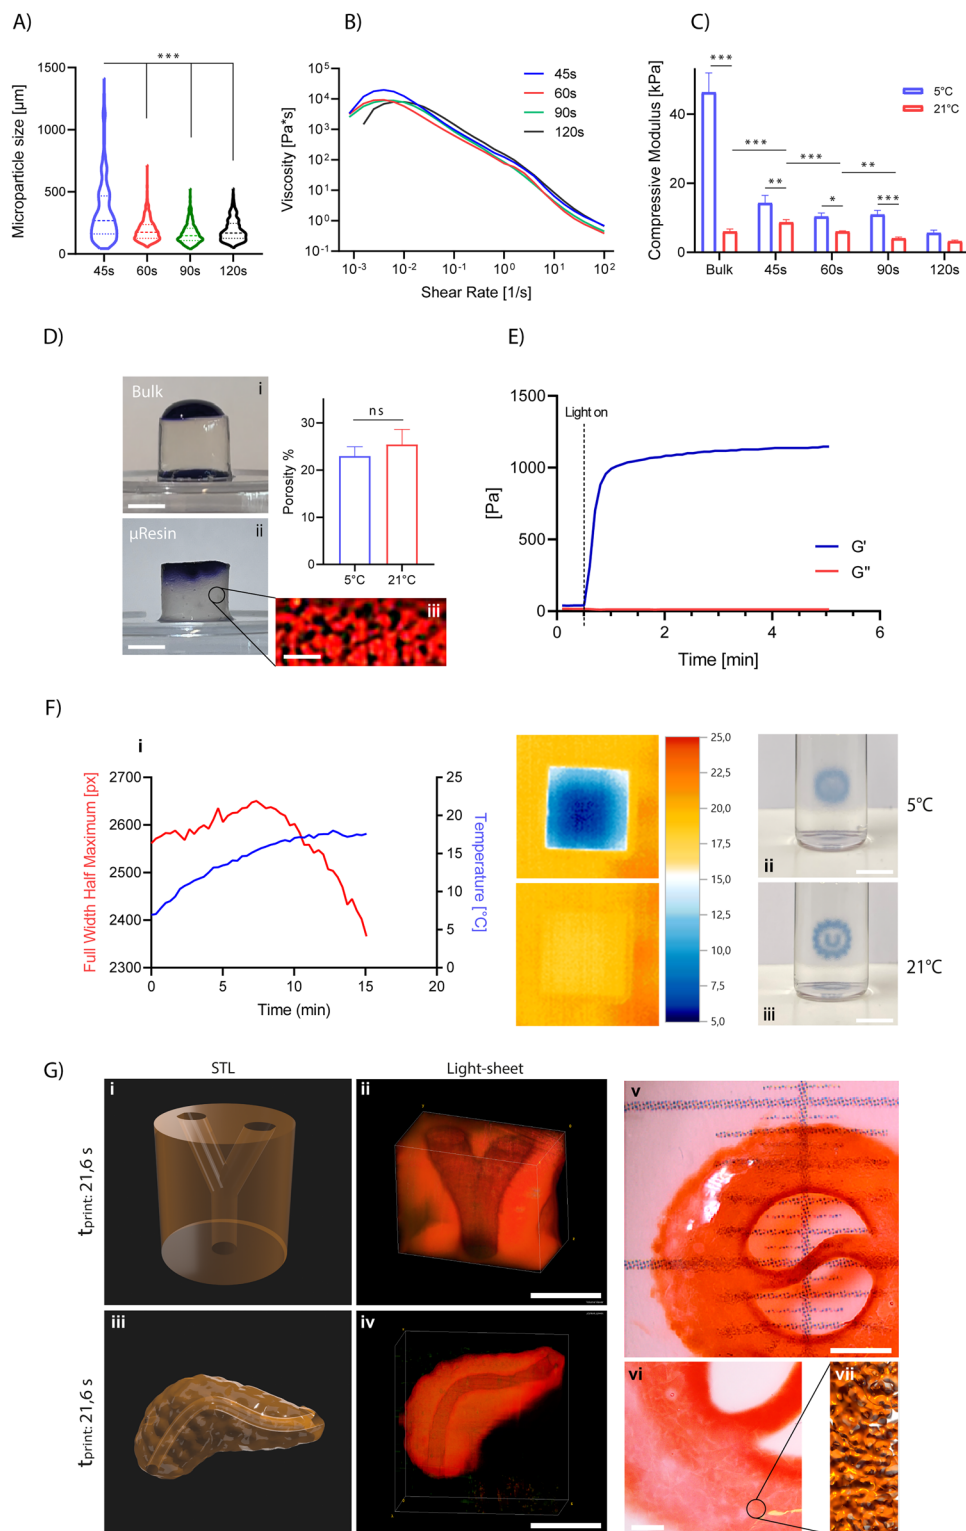 A)
Microparticle size [µm]
1500
1000
500
0
***
45s 60s 90s 120s
B)
Viscosity [Pa*s]
10^5
10^4
10^3
10^2
10^1
10^0
10^-1
45s
60s
90s
120s
10^-3 10^-2 10^-1 10^0 10^1 10^2
Shear Rate [1/s]
C)
Compressive Modulus [kPa]
40
20
0
***
5°C
21°C
*** *** **
** * ***
Bulk 45s 60s 90s 120s
D)
Bulk
i
µResin
ii
iii
Porosity %
30
20
10
0
ns
5°C 21°C
E)
[Pa]
1500
1000
500
0
Light on
G'
G"
0 2 4 6
Time [min]
F)
i
Full Width Half Maximum [px]
2700
2600
2500
2400
2300
25
20
15
10
5
0
Temperature [°C]
0 5 10 15 20
Time (min)
25,0
22,5
20,0
17,5
15,0
12,5
10,0
7,5
5,0
ii
5°C
iii
21°C
G)
STL
Light-sheet
tprint: 21,6 s
i
ii
v
tprint: 21,6 s
iii
iv
vi
vii